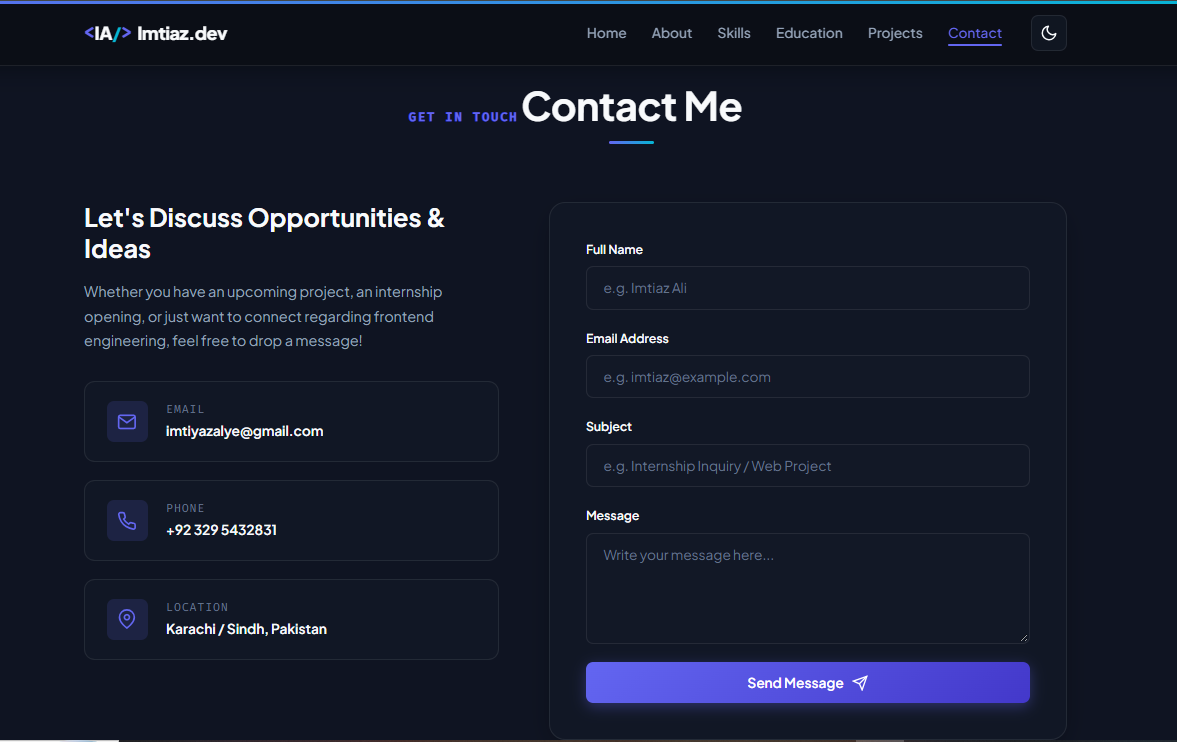 <IA/> Imtiaz.dev
Home About Skills Education Projects Contact
GET IN TOUCH Contact Me
Let's Discuss Opportunities &
Ideas
Whether you have an upcoming project, an internship
opening, or just want to connect regarding frontend
engineering, feel free to drop a message!
EMAIL
imtiyazalye@gmail.com
PHONE
+92 329 5432831
LOCATION
Karachi / Sindh, Pakistan
Full Name
e.g. Imtiaz Ali
Email Address
e.g. imtiaz@example.com
Subject
e.g. Internship Inquiry / Web Project
Message
Write your message here...
Send Message